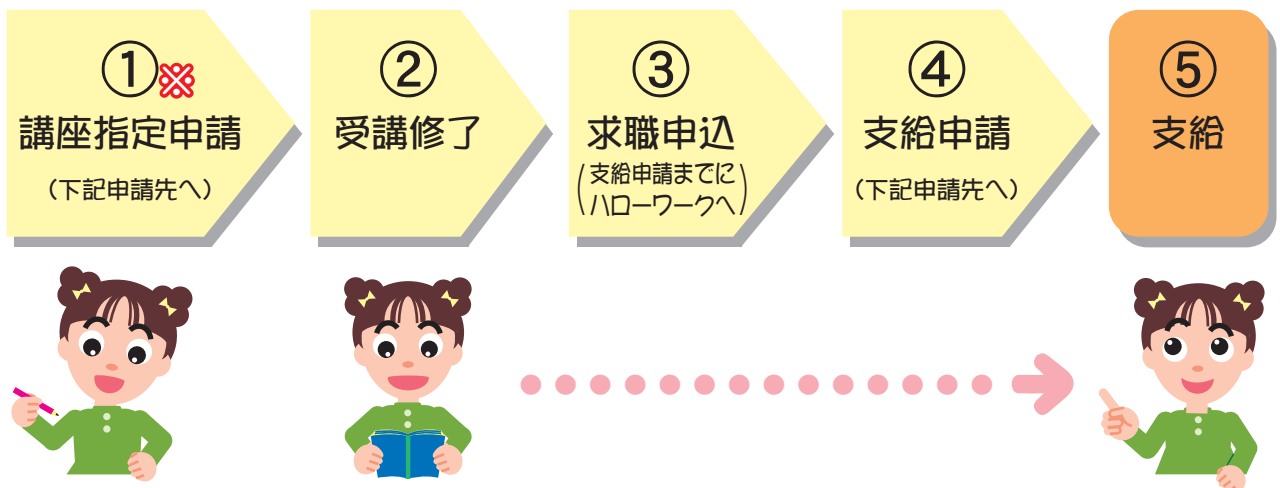 ①※
講座指定申請
(下記申請先へ)
②
受講修了
③
求職申込
(支給申請までに
ハローワークへ)
④
支給申請
(下記申請先へ)
⑤
支給